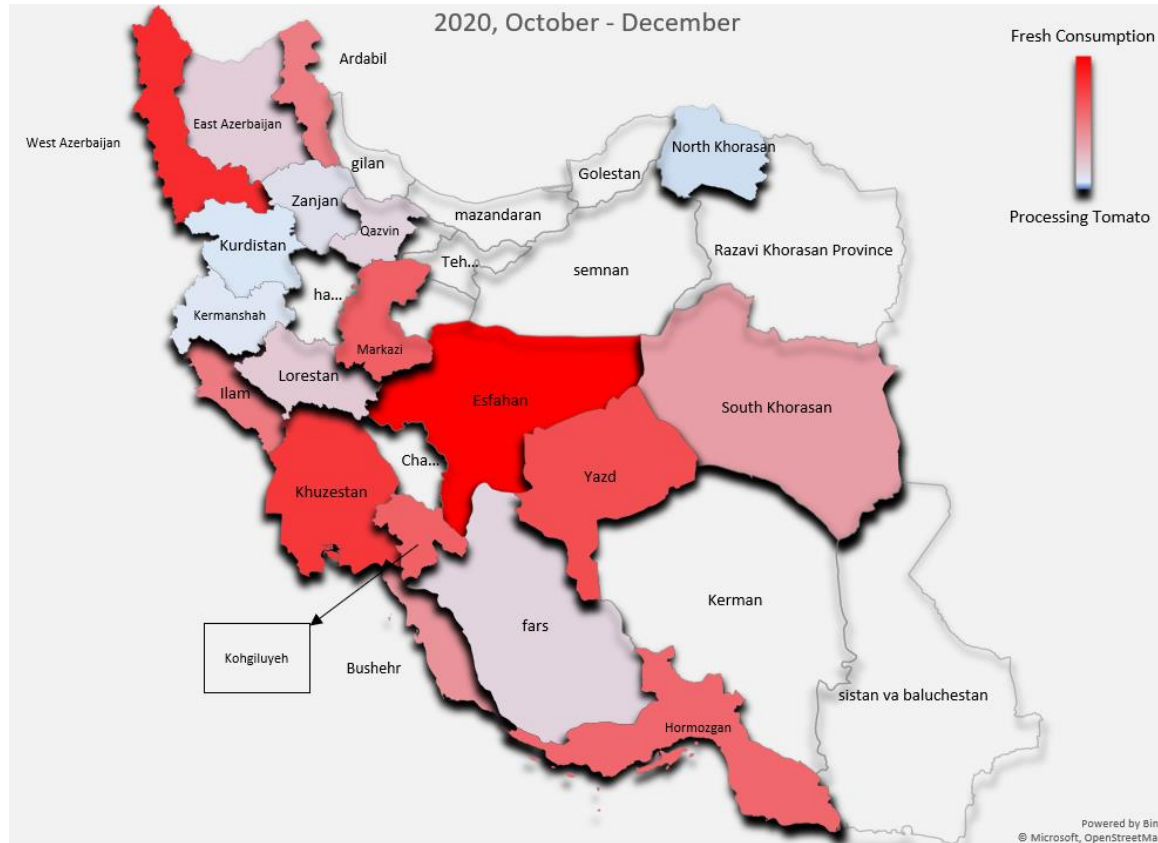 2020, October - December
Fresh Consumption
Processing Tomato
Ardabil
West Azerbaijan
East Azerbaijan
gilan
North Khorasan
Golestan
Zanjan
mazandaran
Qazvin
Kurdistan
Teh...
semnan
Razavi Khorasan Province
ha...
Kermanshah
Markazi
Lorestan
Ilam
Esfahan
South Khorasan
Cha...
Yazd
Khuzestan
Kerman
fars
Kohgiluyeh
Bushehr
sistan va baluchestan
Hormozgan
Powered by Bin
© Microsoft, OpenStreetMa